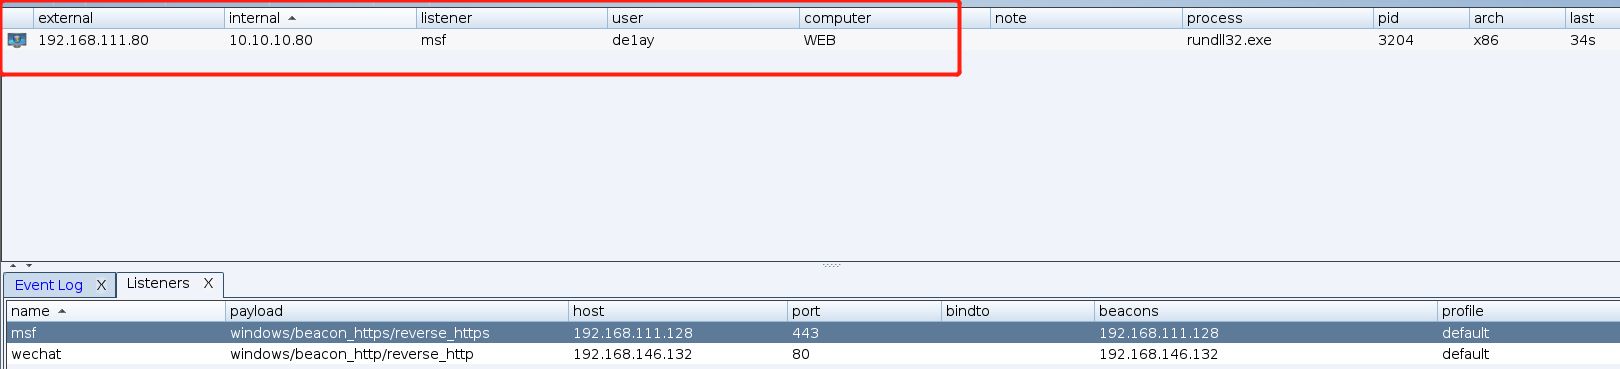 external internal listener user computer note process pid arch last
192.168.111.80 10.10.10.80 msf de1ay WEB rundll32.exe 3204 x86 34s
Event Log X Listeners X
name payload host port bindto beacons profile
msf windows/beacon_https/reverse_https 192.168.111.128 443 192.168.111.128 default
wechat windows/beacon_http/reverse_http 192.168.146.132 80 192.168.146.132 default